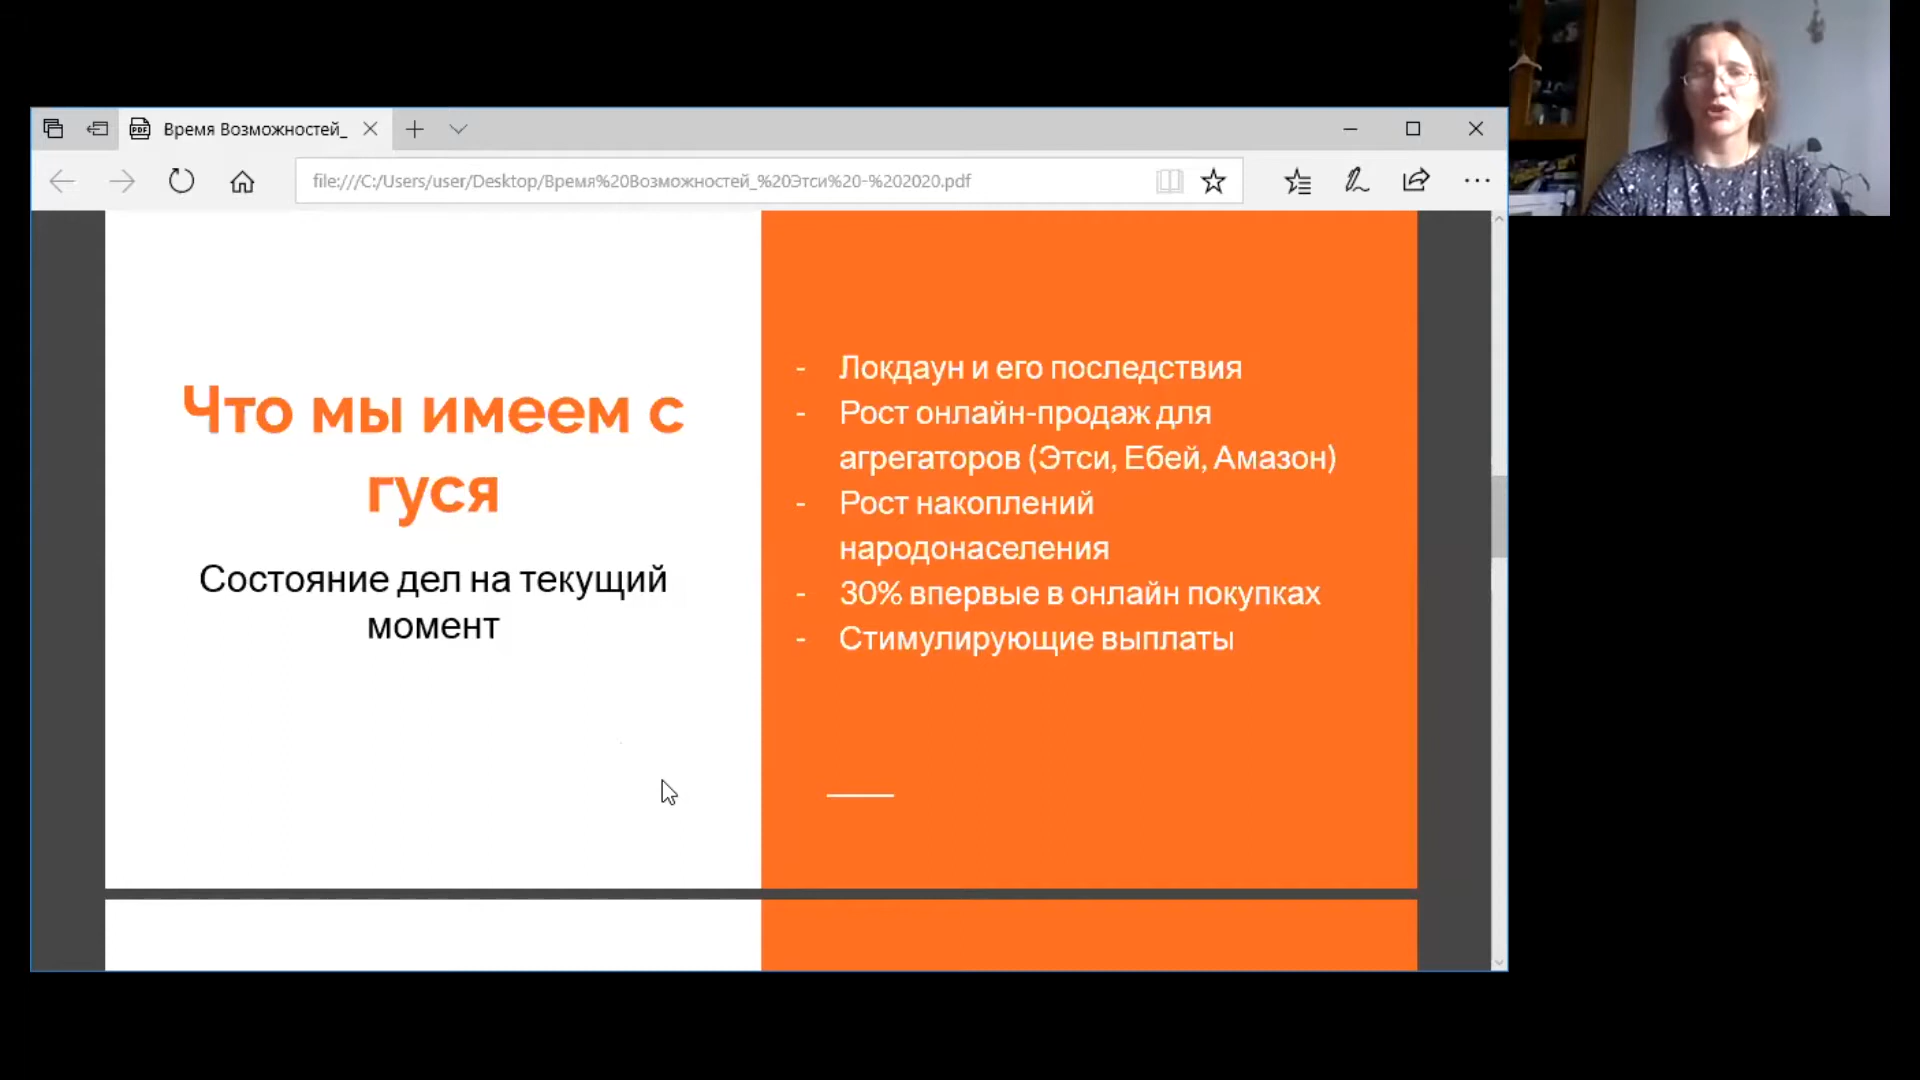 Время Возможностей_
file:///C:/Users/user/Desktop/Время%20Возможностей_%20Этси%20-%202020.pdf
Что мы имеем с
гуся
Состояние дел на текущий
момент
- Локдаун и его последствия
- Рост онлайн-продаж для
агрегаторов (Этси, Ебей, Амазон)
- Рост накоплений
народонаселения
- 30% впервые в онлайн покупках
- Стимулирующие выплаты